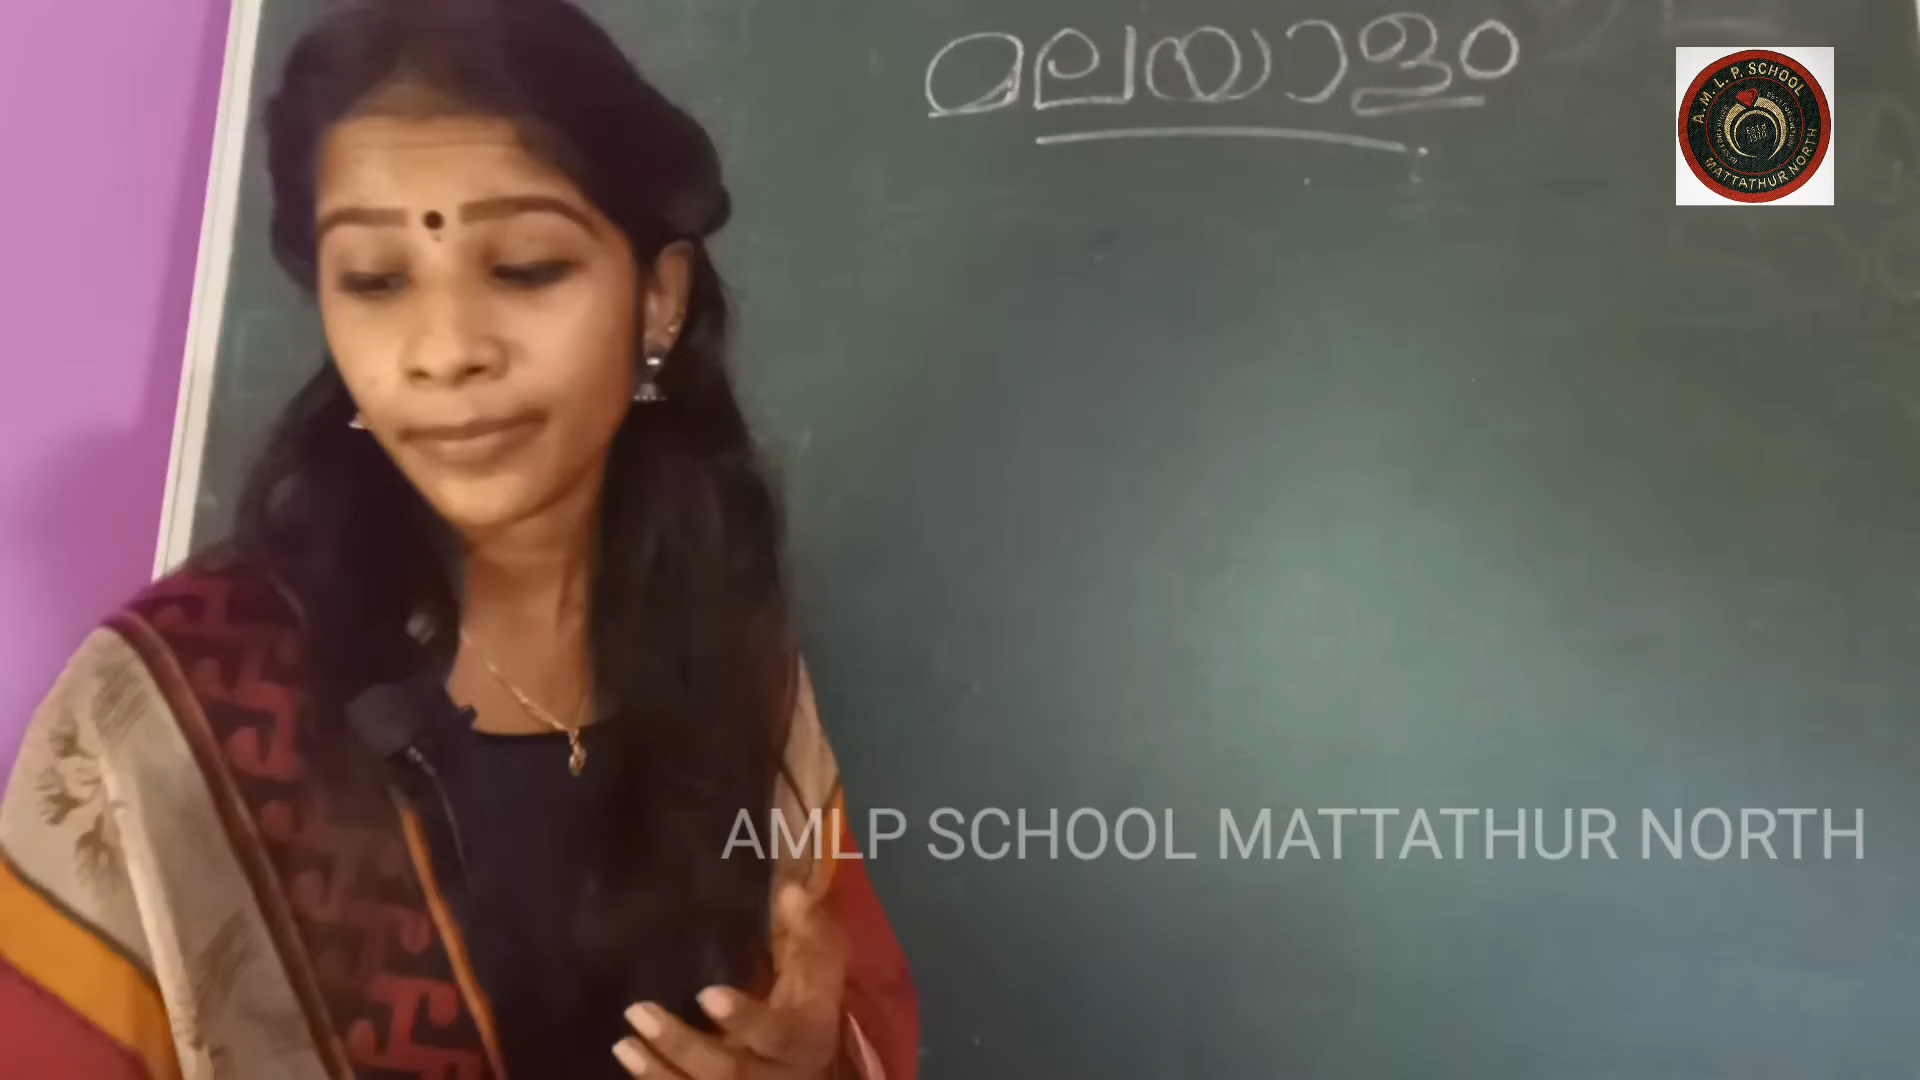 മലയാളം
A. M. L. P. SCHOOL
MATTATHUR NORTH
AMLP SCHOOL MATTATHUR NORTH